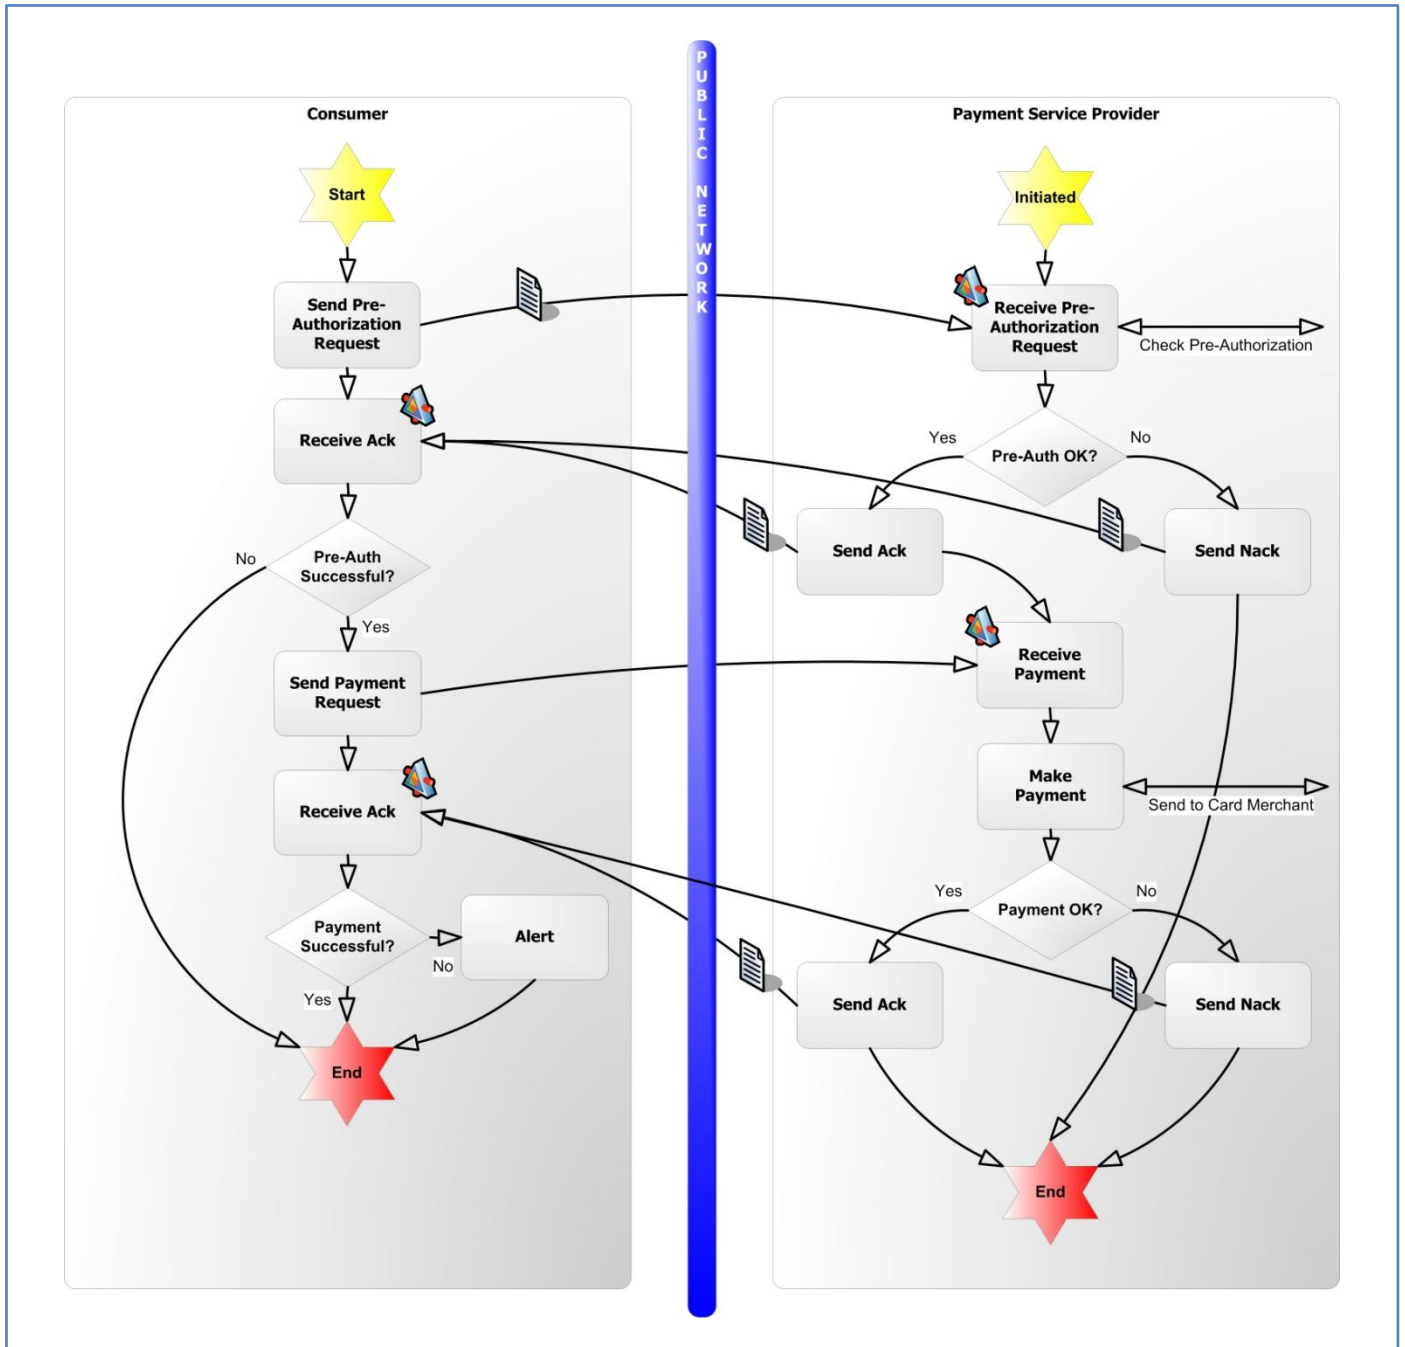 PUBLIC NETWORK
Consumer
Start
Send Pre-
Authorization
Request
Receive Ack
Pre-Auth
Successful?
No
Yes
Send Payment
Request
Receive Ack
Payment
Successful?
No
Yes
Alert
End
Payment Service Provider
Initiated
Receive Pre-
Authorization
Request
Check Pre-Authorization
Yes
Pre-Auth OK?
No
Send Ack
Send Nack
Receive
Payment
Make
Payment
Send to Card Merchant
Yes
Payment OK?
No
Send Ack
Send Nack
End